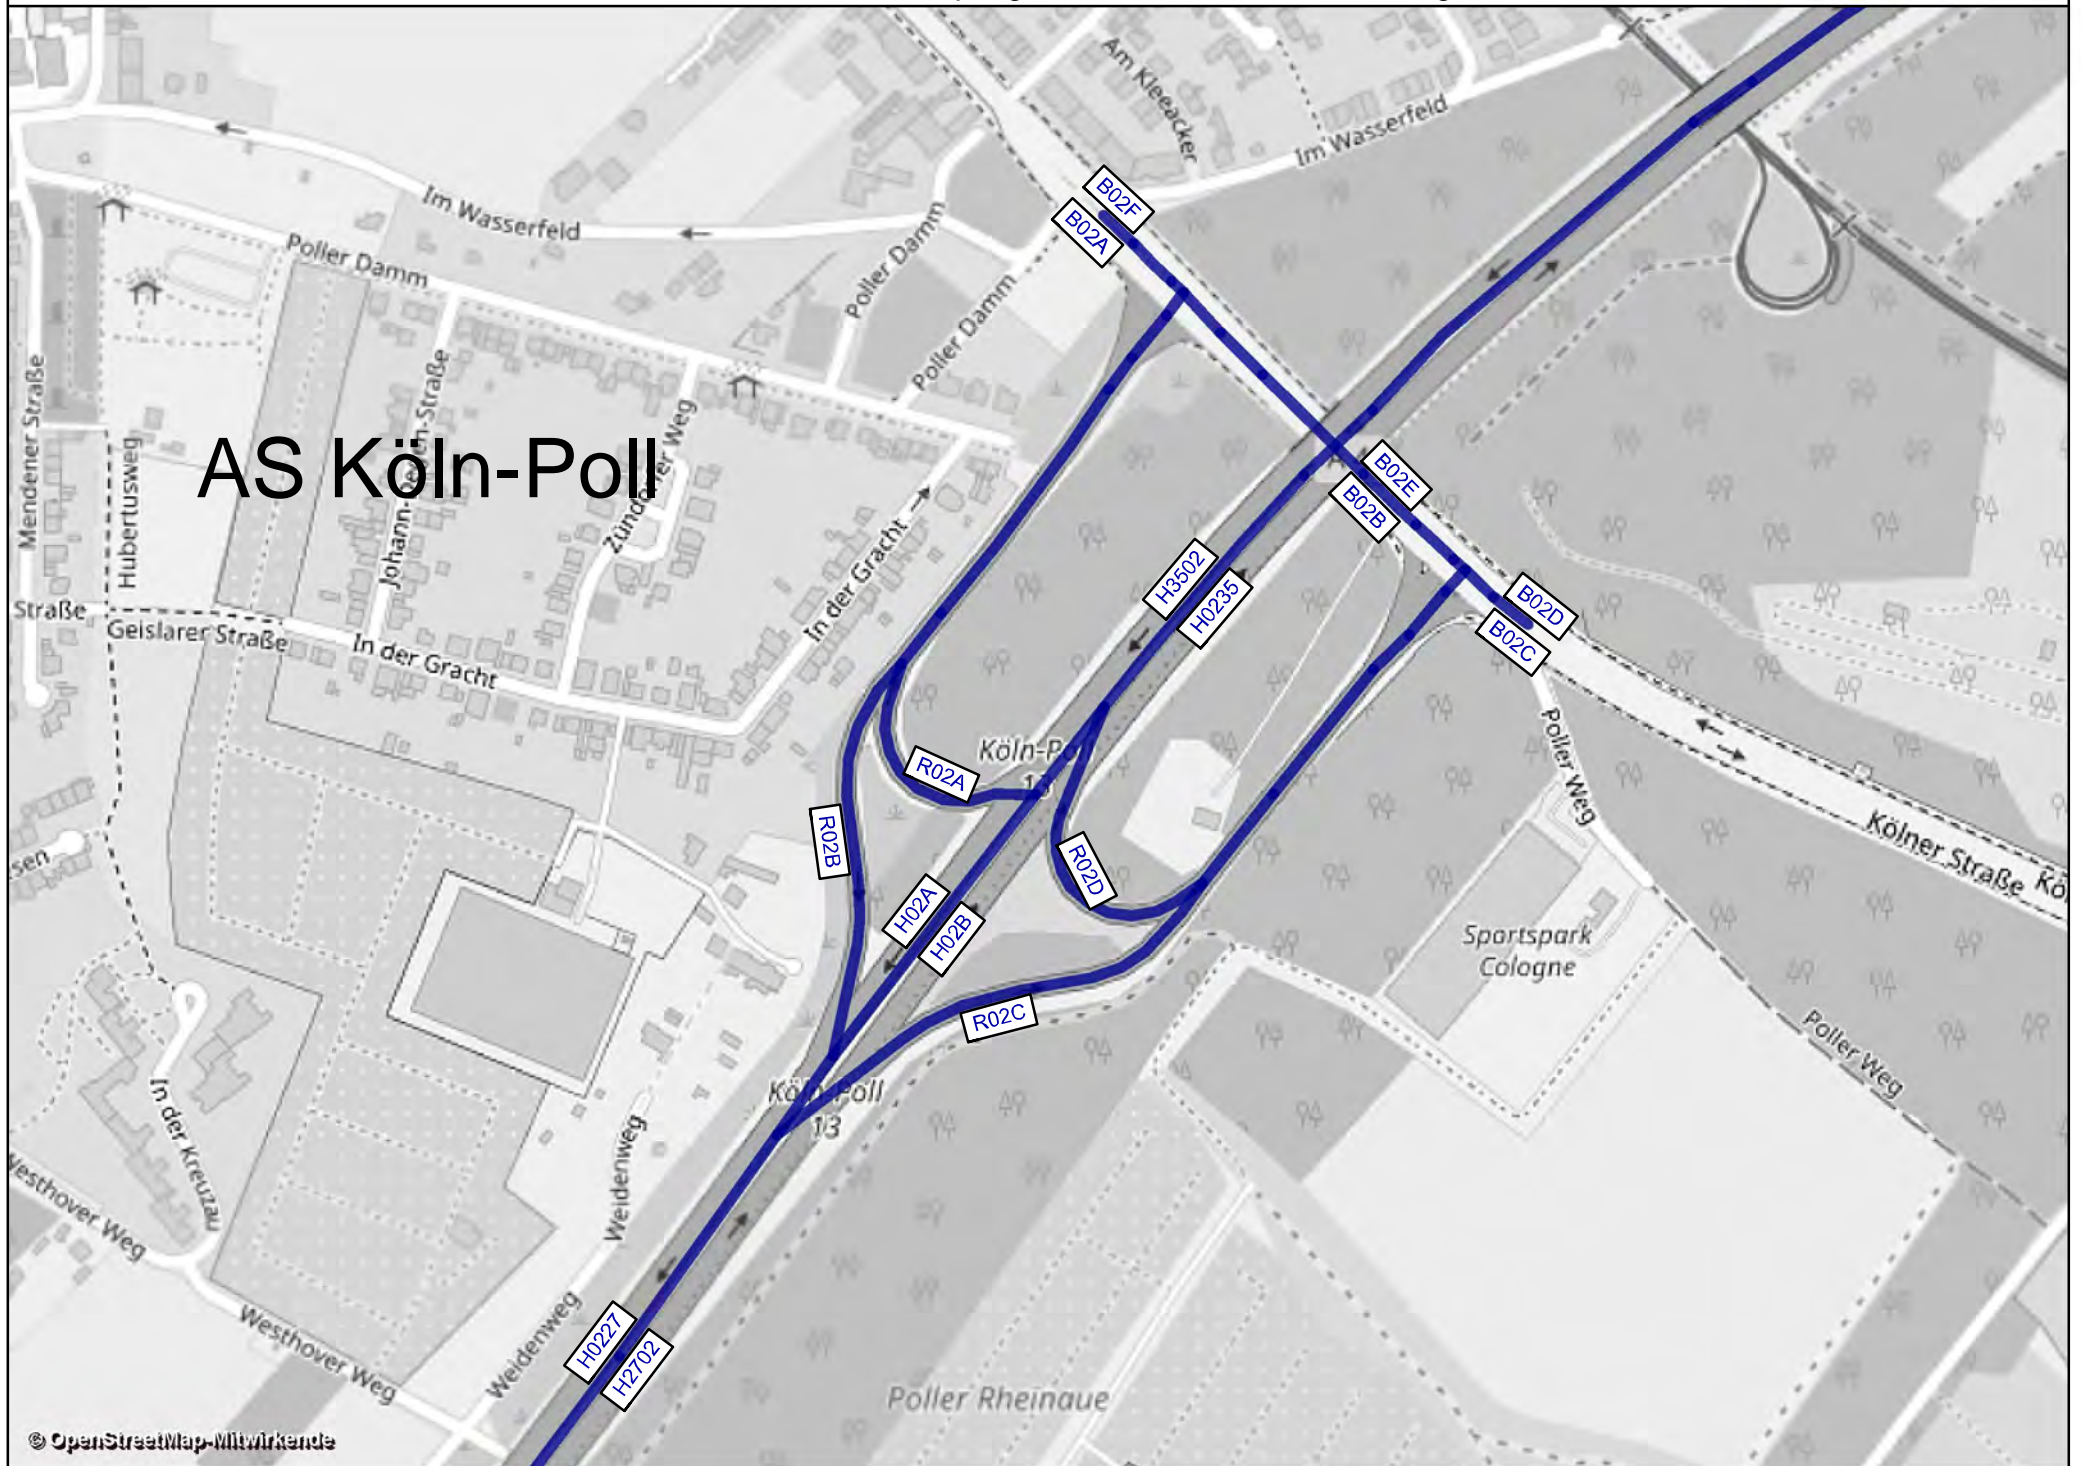 Am Kleeacker
Im Wasserfeld
Im Wasserfeld
Poller Damm
Poller Damm
Poller Damm
B02F
B02A
Mendener Straße
Hubertusweg
AS Köln-Poll
Zündorfer Weg
B02E
B02B
In der Gracht
H3502
H0235
B02D
B02C
Straße
Geislarer Straße
In der Gracht
Köln-Poll
13
R02A
Poller Weg
R02B
R02D
Kölner Straße
Kö
sen
H02A
H02B
Sportspark
Cologne
R02C
Poller Weg
Köln-Poll
13
In der Kreuzau
Weidenweg
Westhover Weg
Weidenweg
H0227
H2702
Westhover Weg
Poller Rheinaue
© OpenStreetMap-Mitwirkende